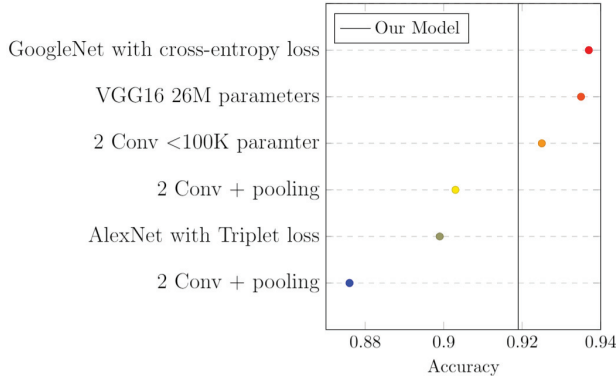 Our Model
GoogleNet with cross-entropy loss
VGG16 26M parameters
2 Conv <100K paramter
2 Conv + pooling
AlexNet with Triplet loss
2 Conv + pooling
0.88 0.9 0.92 0.94
Accuracy